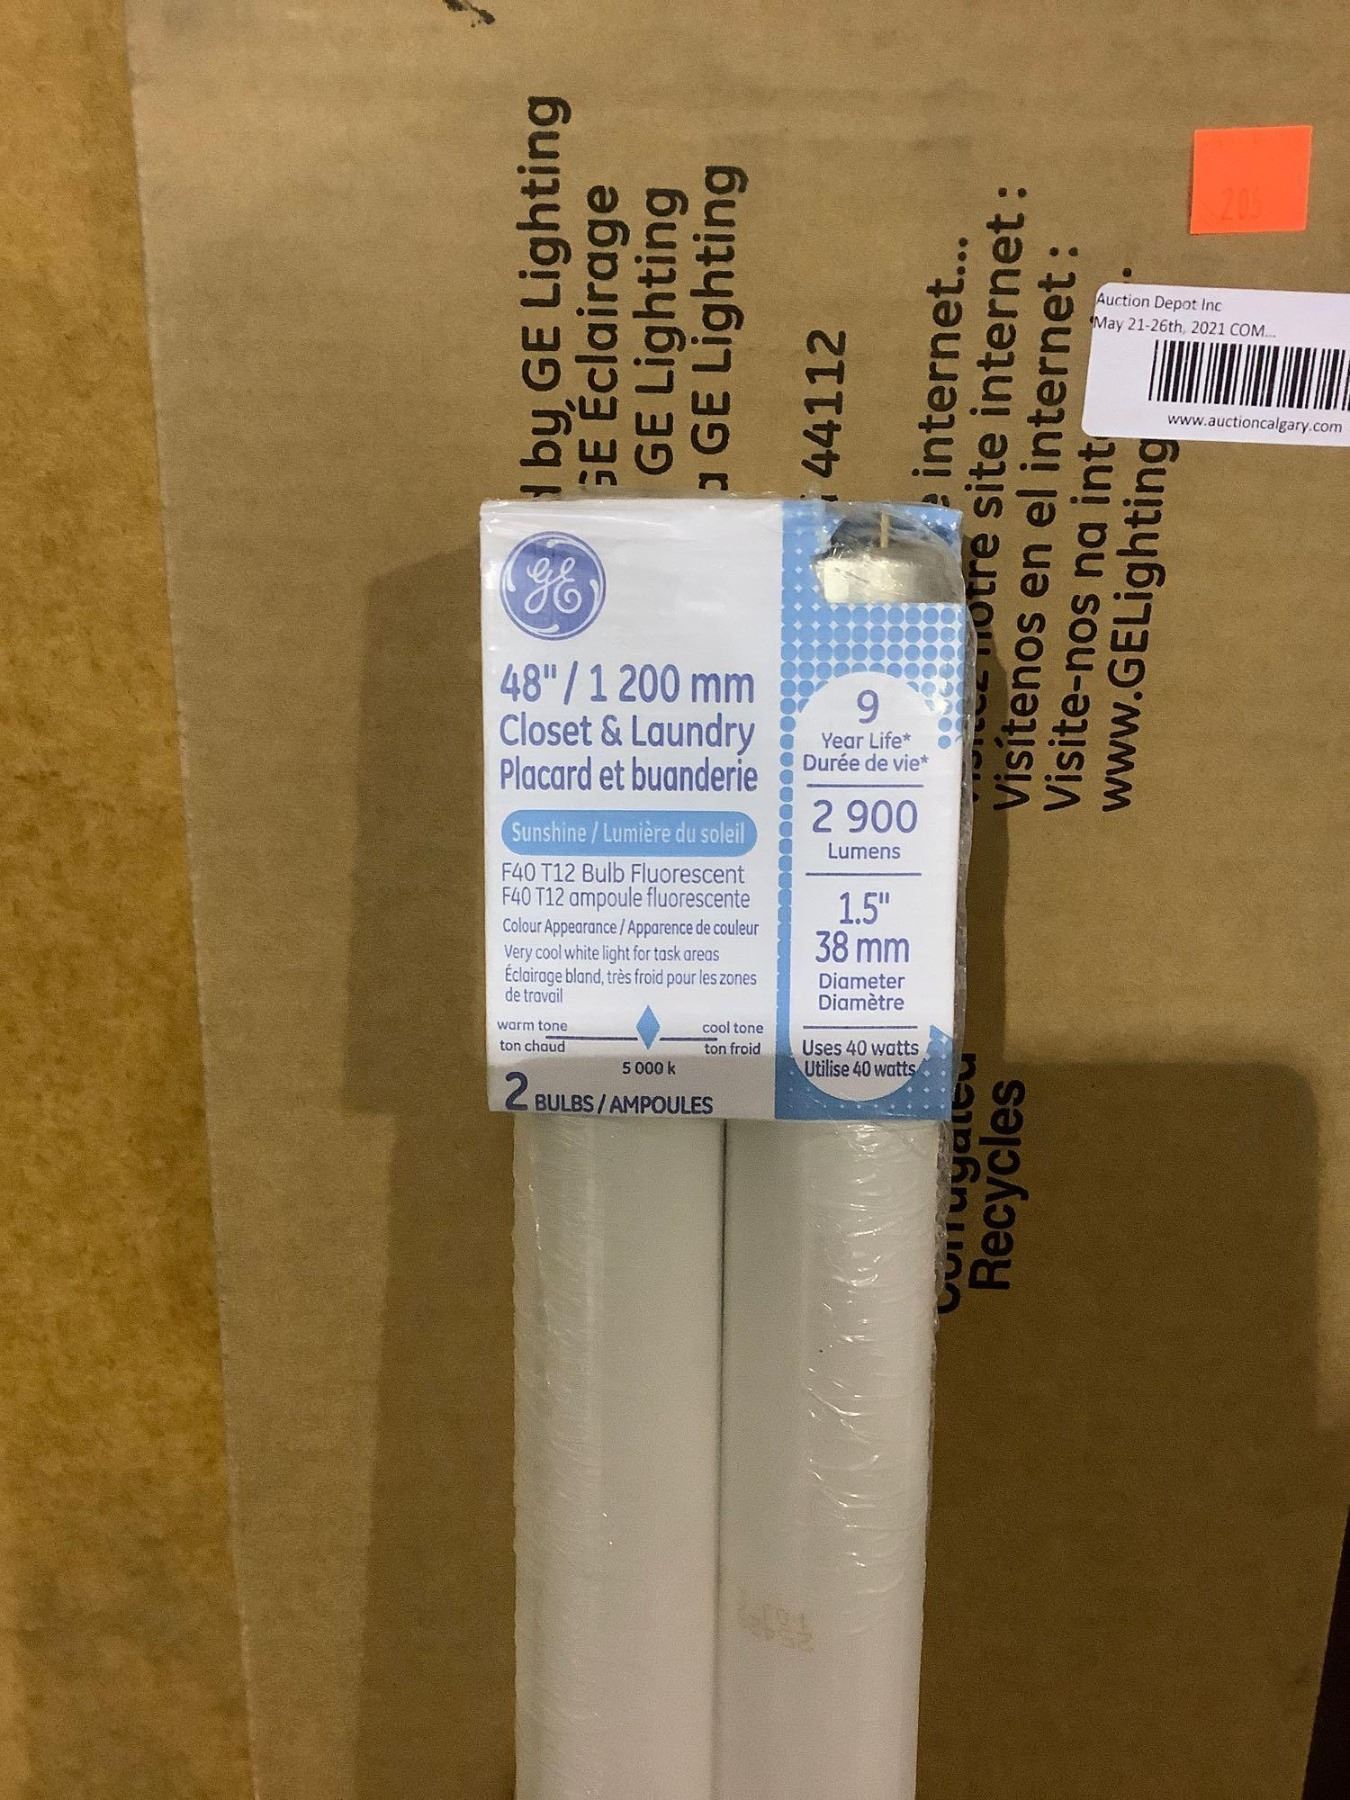 by GE Lighting
GE Éclairage
GE Lighting
GE Lighting
44112
internet...
notre site internet :
Visítenos en el internet :
Visite-nos na
www.GELighting
Corrugated
Recycles
205
Auction Depot Inc
May 21-26th, 2021 COM...
www.auctioncalgary.com
GE
48" / 1 200 mm
Closet & Laundry
Placard et buanderie
Sunshine / Lumière du soleil
F40 T12 Bulb Fluorescent
F40 T12 ampoule fluorescente
Colour Appearance / Apparence de couleur
Very cool white light for task areas
Éclairage bland, très froid pour les zones
de travail
warm tone
ton chaud
cool tone
ton froid
5 000 k
2 BULBS / AMPOULES
9
Year Life*
Durée de vie*
2 900
Lumens
1.5"
38 mm
Diameter
Diamètre
Uses 40 watts
Utilise 40 watts